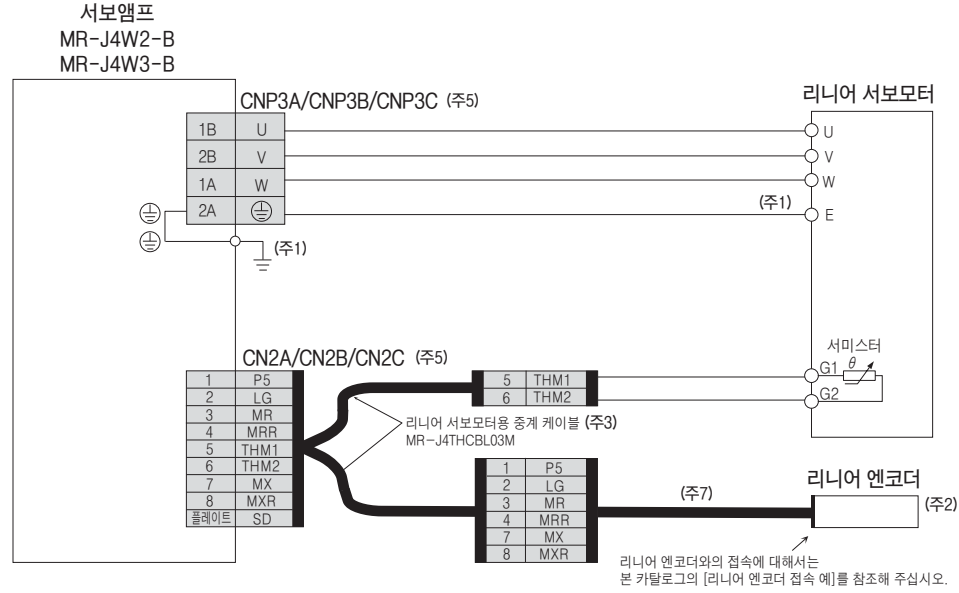 서보앰프
MR-J4W2-B
MR-J4W3-B
CNP3A/CNP3B/CNP3C (주5)
리니어 서보모터
1B U
2B V
1A W
2A
U
V
W
(주1)
E
(주1)
CN2A/CN2B/CN2C (주5)
1 P5
2 LG
3 MR
4 MRR
5 THM1
6 THM2
7 MX
8 MXR
플레이트 SD
5 THM1
6 THM2
서미스터
G1 θ
G2
리니어 서보모터용 중계 케이블 (주3)
MR-J4THCBL03M
1 P5
2 LG
3 MR
4 MRR
7 MX
8 MXR
(주7)
리니어 엔코더
(주2)
리니어 엔코더와의 접속에 대해서는
본 카탈로그의 [리니어 엔코더 접속 예]를 참조해 주십시오.